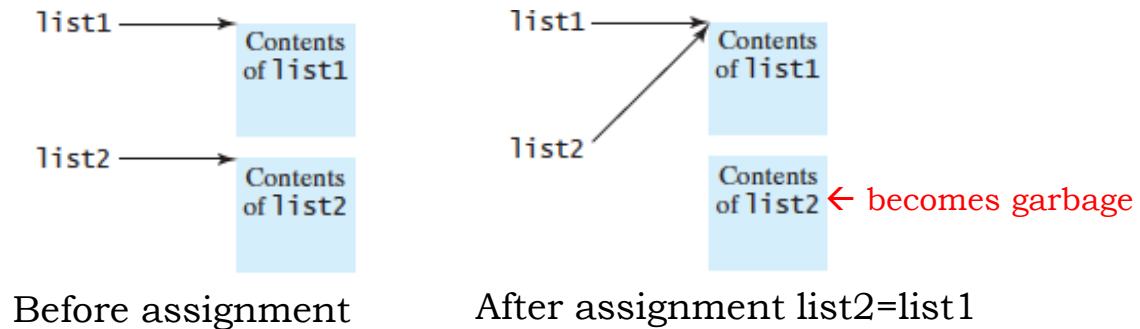 list1
Contents
of list1
list2
Contents
of list2
Before assignment
list1
Contents
of list1
list2
Contents
of list2
← becomes garbage
After assignment list2=list1